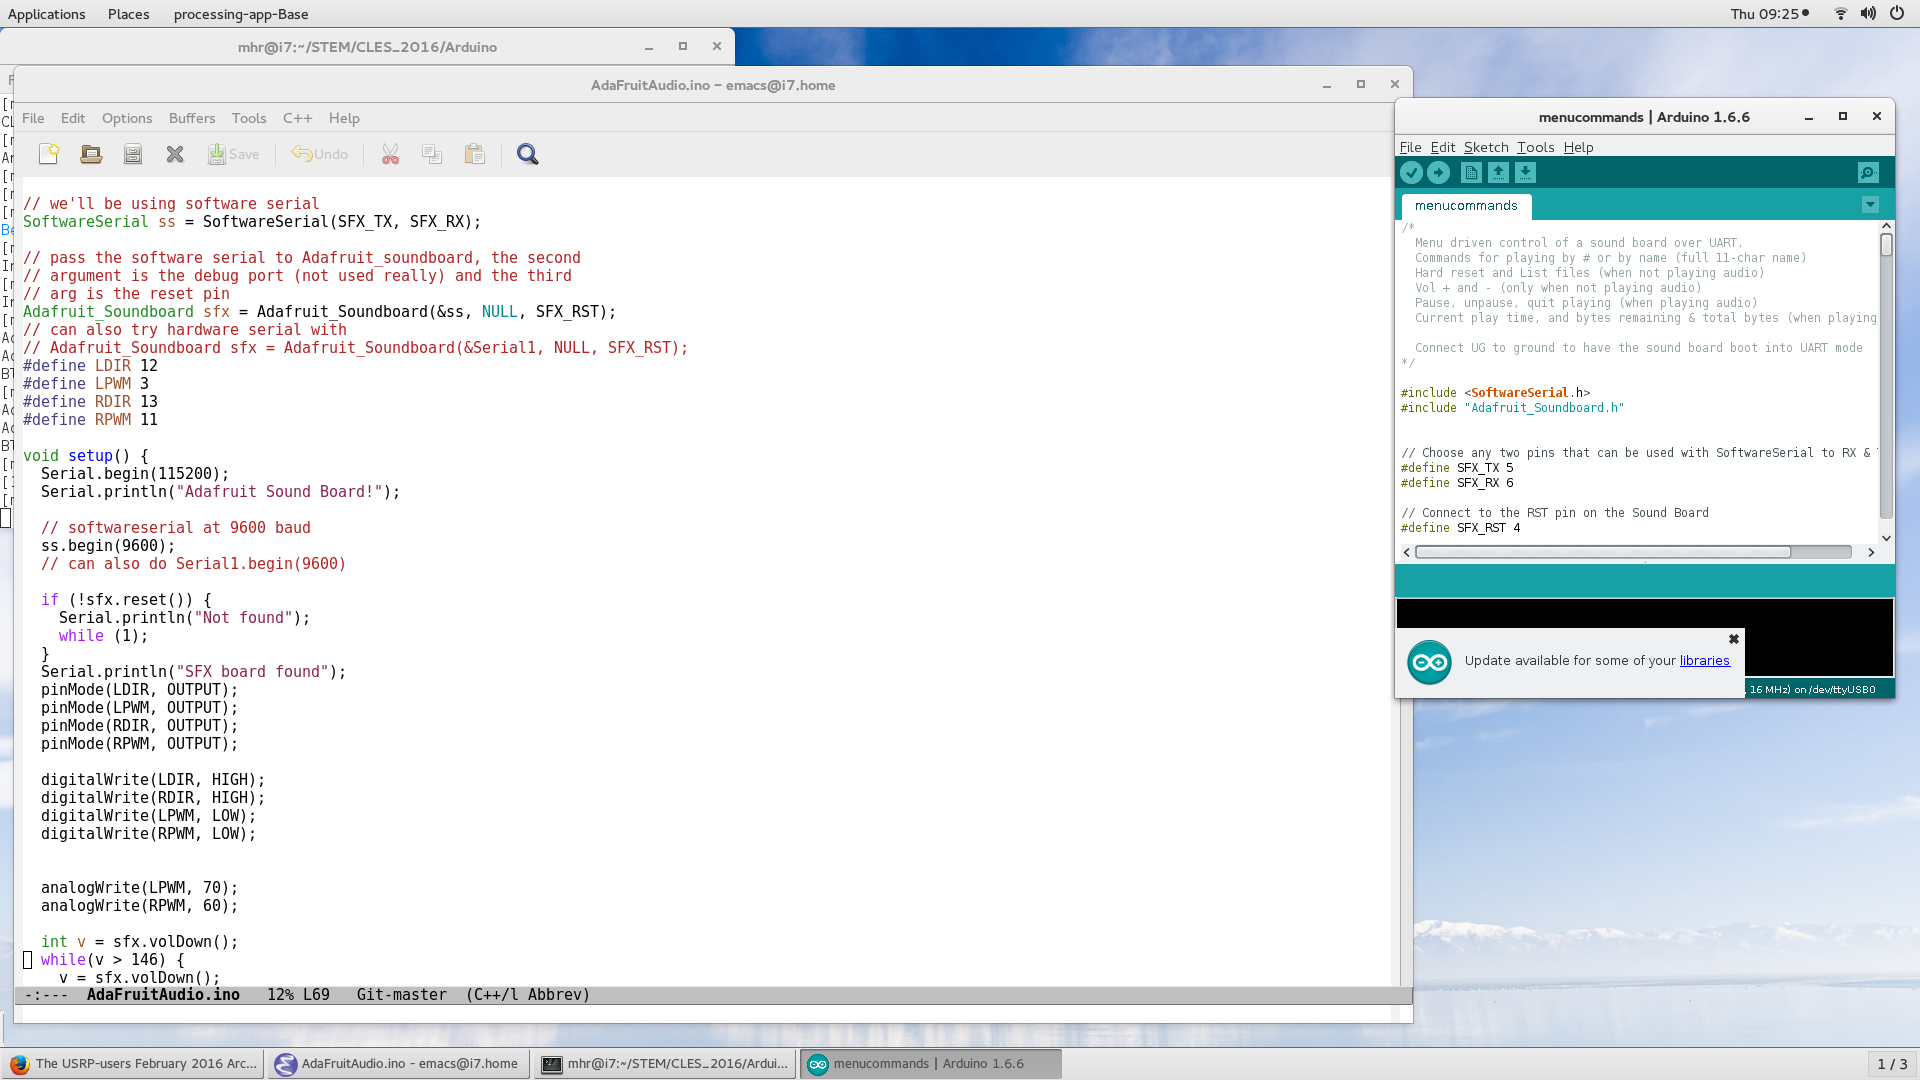 Applications Places processing-app-Base
Thu 09:25
mhr@i7:~/STEM/CLES_2016/Arduino
AdaFruitAudio.ino – emacs@i7.home
File Edit Options Buffers Tools C++ Help
Save Undo
// we'll be using software serial
SoftwareSerial ss = SoftwareSerial(SFX_TX, SFX_RX);
// pass the software serial to Adafruit_soundboard, the second
// argument is the debug port (not used really) and the third
// arg is the reset pin
Adafruit_Soundboard sfx = Adafruit_Soundboard(&ss, NULL, SFX_RST);
// can also try hardware serial with
// Adafruit_Soundboard sfx = Adafruit_Soundboard(&Serial1, NULL, SFX_RST);
#define LDIR 12
#define LPWM 3
#define RDIR 13
#define RPWM 11
void setup() {
Serial.begin(115200);
Serial.println("Adafruit Sound Board!");
// softwareserial at 9600 baud
ss.begin(9600);
// can also do Serial1.begin(9600)
if (!sfx.reset()) {
Serial.println("Not found");
while (1);
}
Serial.println("SFX board found");
pinMode(LDIR, OUTPUT);
pinMode(LPWM, OUTPUT);
pinMode(RDIR, OUTPUT);
pinMode(RPWM, OUTPUT);
digitalWrite(LDIR, HIGH);
digitalWrite(RDIR, HIGH);
digitalWrite(LPWM, LOW);
digitalWrite(RPWM, LOW);
analogWrite(LPWM, 70);
analogWrite(RPWM, 60);
int v = sfx.volDown();
while(v > 146) {
v = sfx.volDown();
-:--- AdaFruitAudio.ino 12% L69 Git-master (C++/l Abbrev)
menucommands | Arduino 1.6.6
File Edit Sketch Tools Help
menucommands
/*
Menu driven control of a sound board over UART.
Commands for playing by # or by name (full 11-char name)
Hard reset and List files (when not playing audio)
Vol + and - (only when not playing audio)
Pause, unpause, quit playing (when playing audio)
Current play time, and bytes remaining & total bytes (when playing
Connect UG to ground to have the sound board boot into UART mode
*/
#include <SoftwareSerial.h>
#include "Adafruit_Soundboard.h"
// Choose any two pins that can be used with SoftwareSerial to RX &
#define SFX_TX 5
#define SFX_RX 6
// Connect to the RST pin on the Sound Board
#define SFX_RST 4
Update available for some of your libraries
, 16 MHz) on /dev/ttyUSB0
The USRP-users February 2016 Arc...
AdaFruitAudio.ino - emacs@i7.home
mhr@i7:~/STEM/CLES_2016/Ardui...
menucommands | Arduino 1.6.6
1 / 3